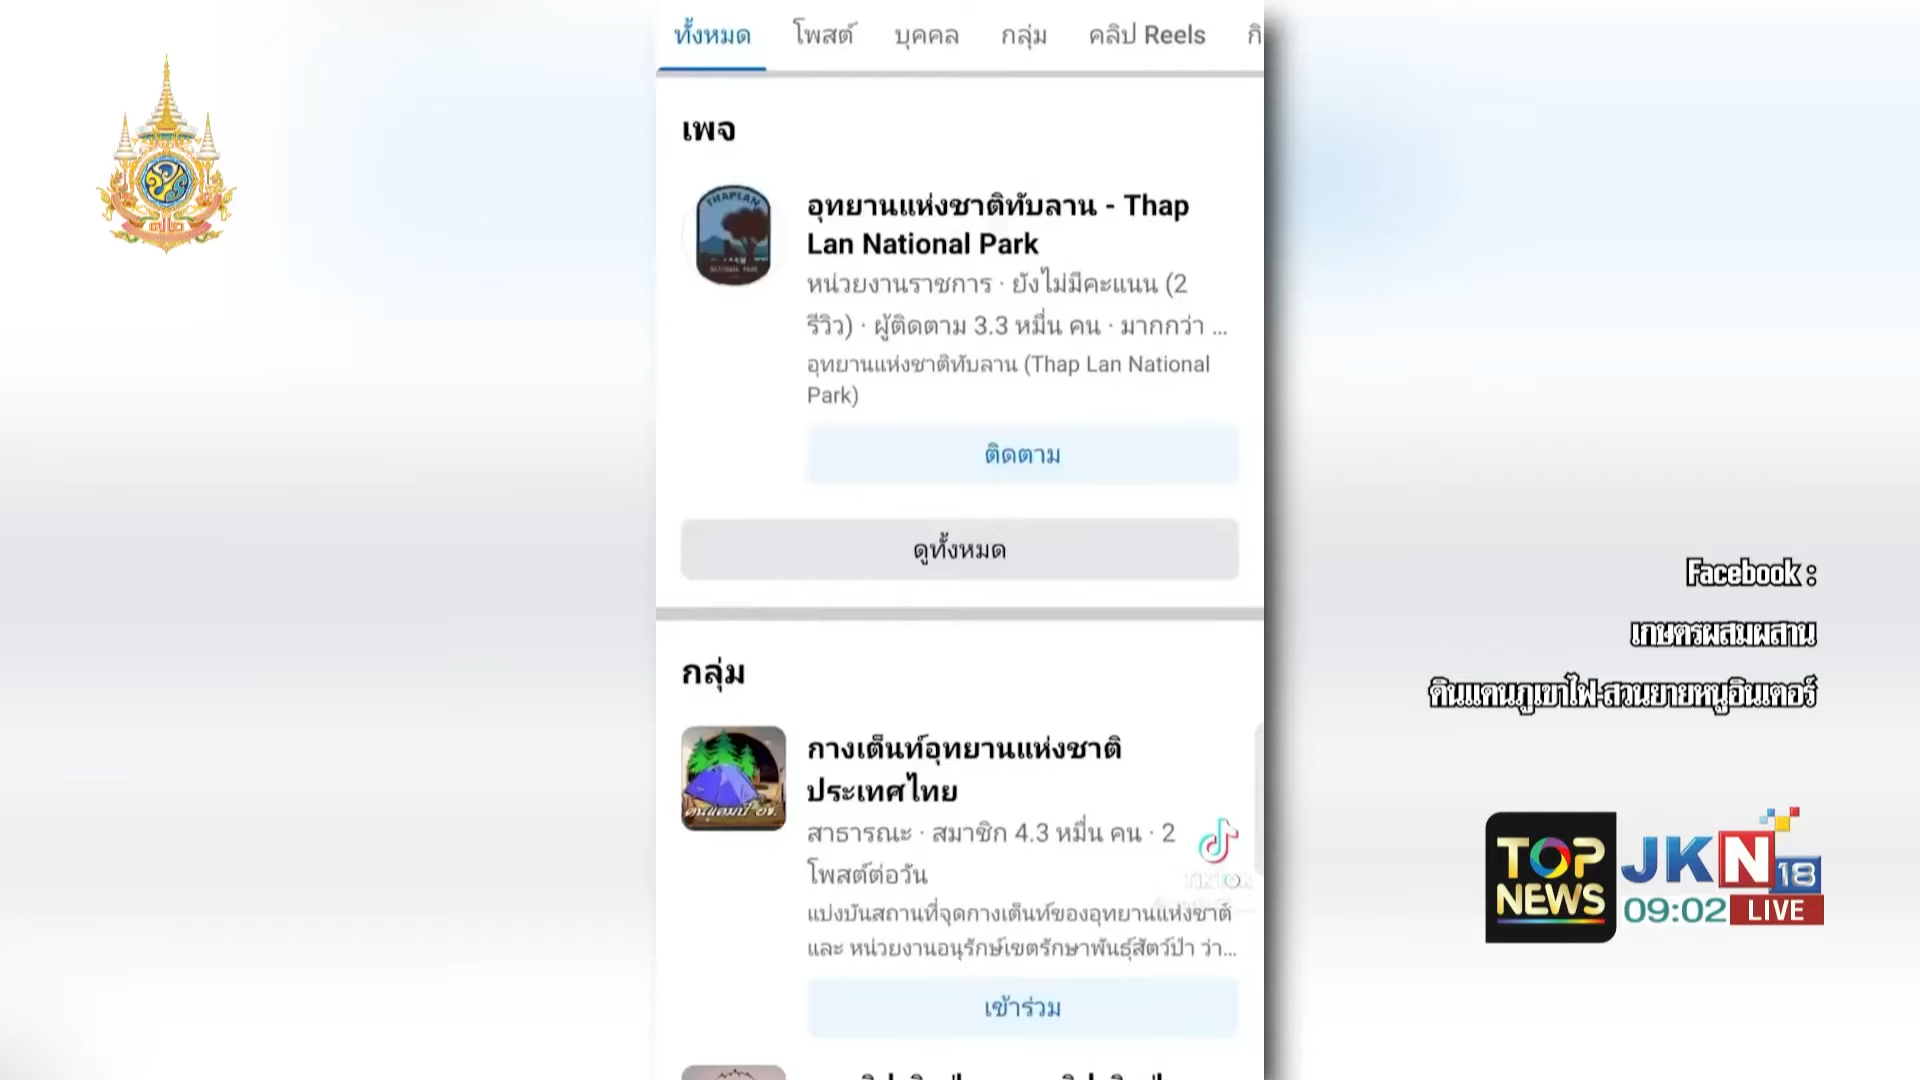 ทั้งหมด โพสต์ บุคคล กลุ่ม คลิป Reels กิ
เพจ
THAPLAN
NATIONAL PARK
อุทยานแห่งชาติทับลาน - Thap
Lan National Park
หน่วยงานราชการ · ยังไม่มีคะแนน (2
รีวิว) · ผู้ติดตาม 3.3 หมื่น คน · มากกว่า ...
อุทยานแห่งชาติทับลาน (Thap Lan National
Park)
ติดตาม
ดูทั้งหมด
กลุ่ม
กางเต็นท์อุทยานแห่งชาติ
ประเทศไทย
สาธารณะ · สมาชิก 4.3 หมื่น คน · 2
โพสต์ต่อวัน
แบ่งบันสถานที่จุดกางเต็นท์ของอุทยานแห่งชาติ
และ หน่วยงานอนุรักษ์เขตรักษาพันธุ์สัตว์ป่า ว่า...
เข้าร่วม
TikTok
Facebook :
เกษตรผสมผสาน
ดินแดนภูเขาไฟ-สวนยายหนูอินเตอร์
TOP
NEWS
JKN 18
09:02 LIVE
๗๒